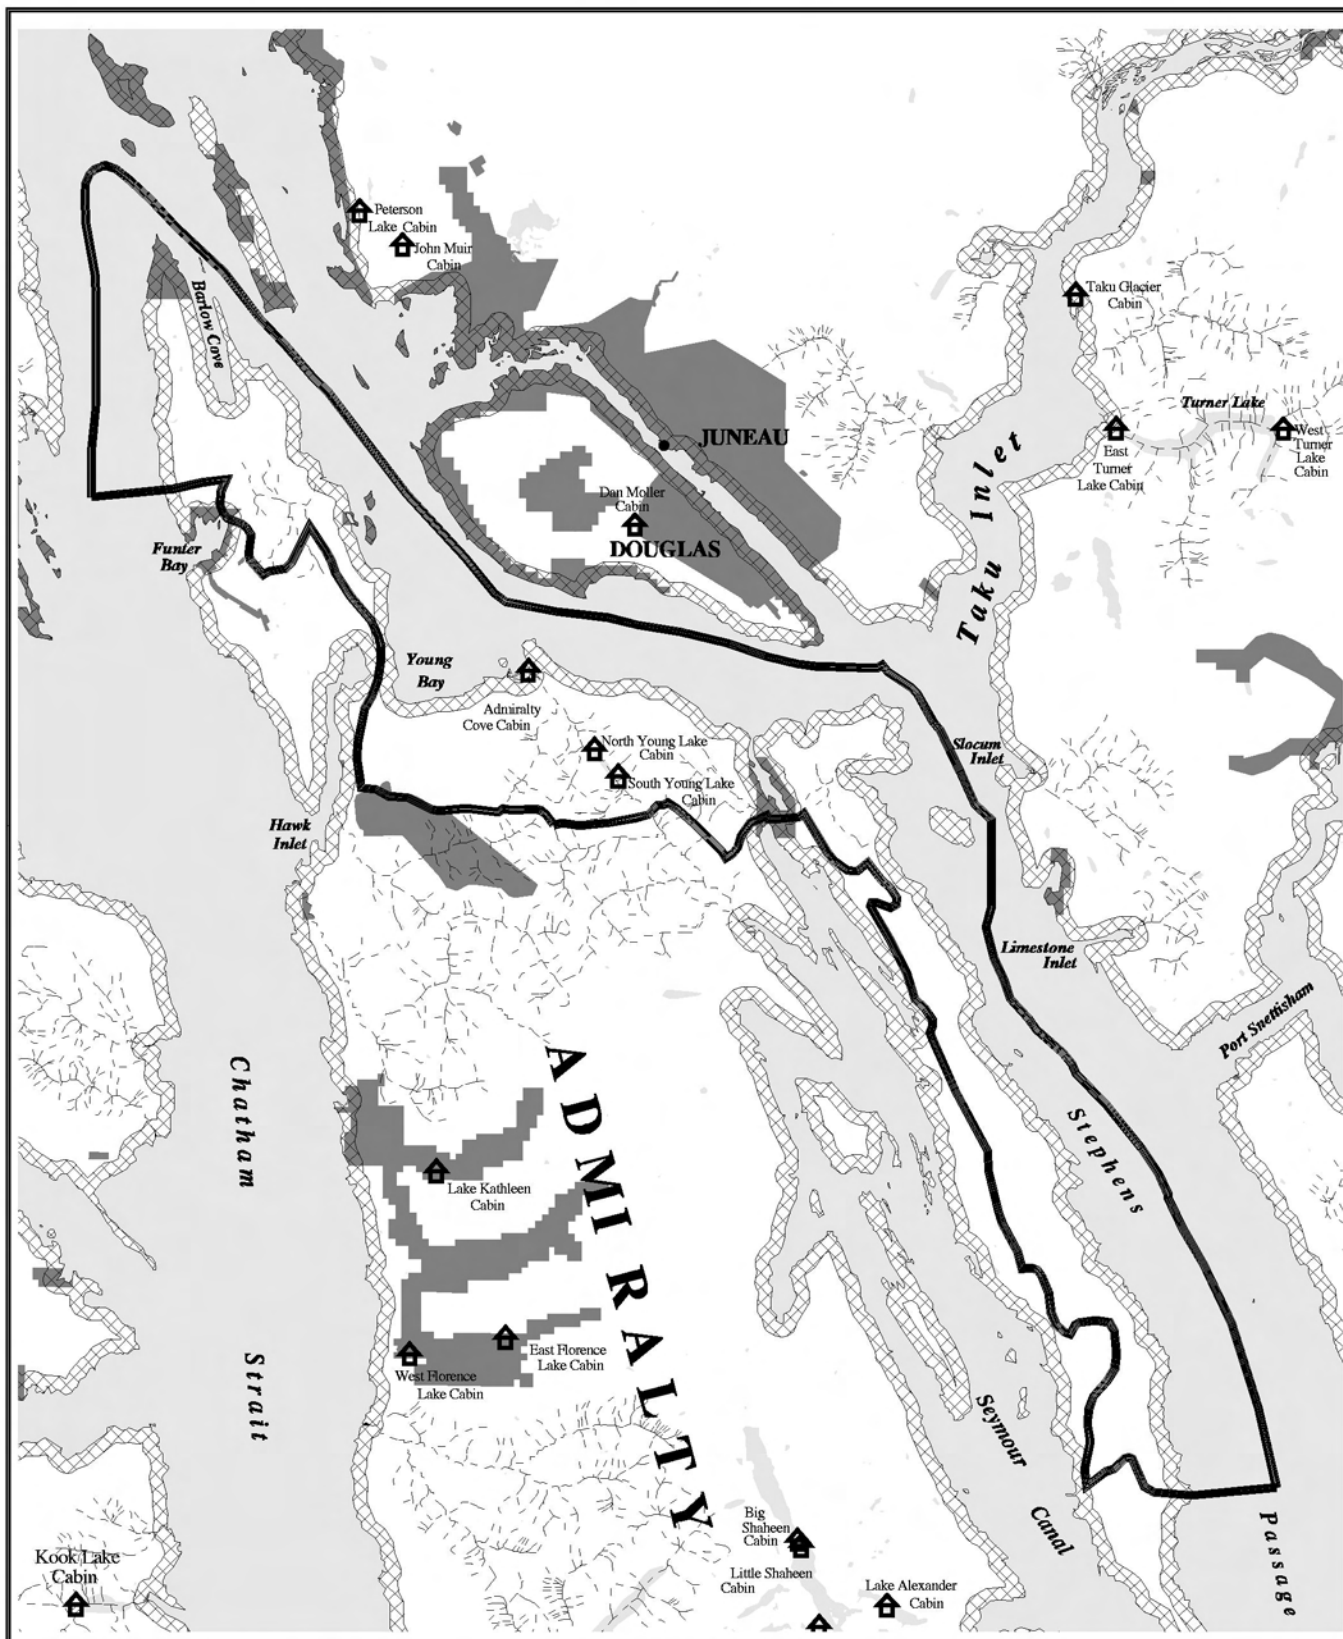 Peterson
Lake Cabin
John Muir
Cabin
Barlow Cove
Taku Glacier
Cabin
Turner Lake
East
Turner
Lake Cabin
West
Turner
Lake
Cabin
Taku Inlet
JUNEAU
Dan Moller
Cabin
DOUGLAS
Funter
Bay
Young
Bay
Admiralty
Cove Cabin
North Young Lake
Cabin
South Young Lake
Cabin
Slocum
Inlet
Hawk
Inlet
Limestone
Inlet
Port Snettisham
Chatham
Strait
ADMIRALTY
Stephens
Passage
Lake Kathleen
Cabin
East Florence
Lake Cabin
West Florence
Lake Cabin
Seymour
Canal
Big
Shaheen
Cabin
Little Shaheen
Cabin
Lake Alexander
Cabin
Kook Lake
Cabin